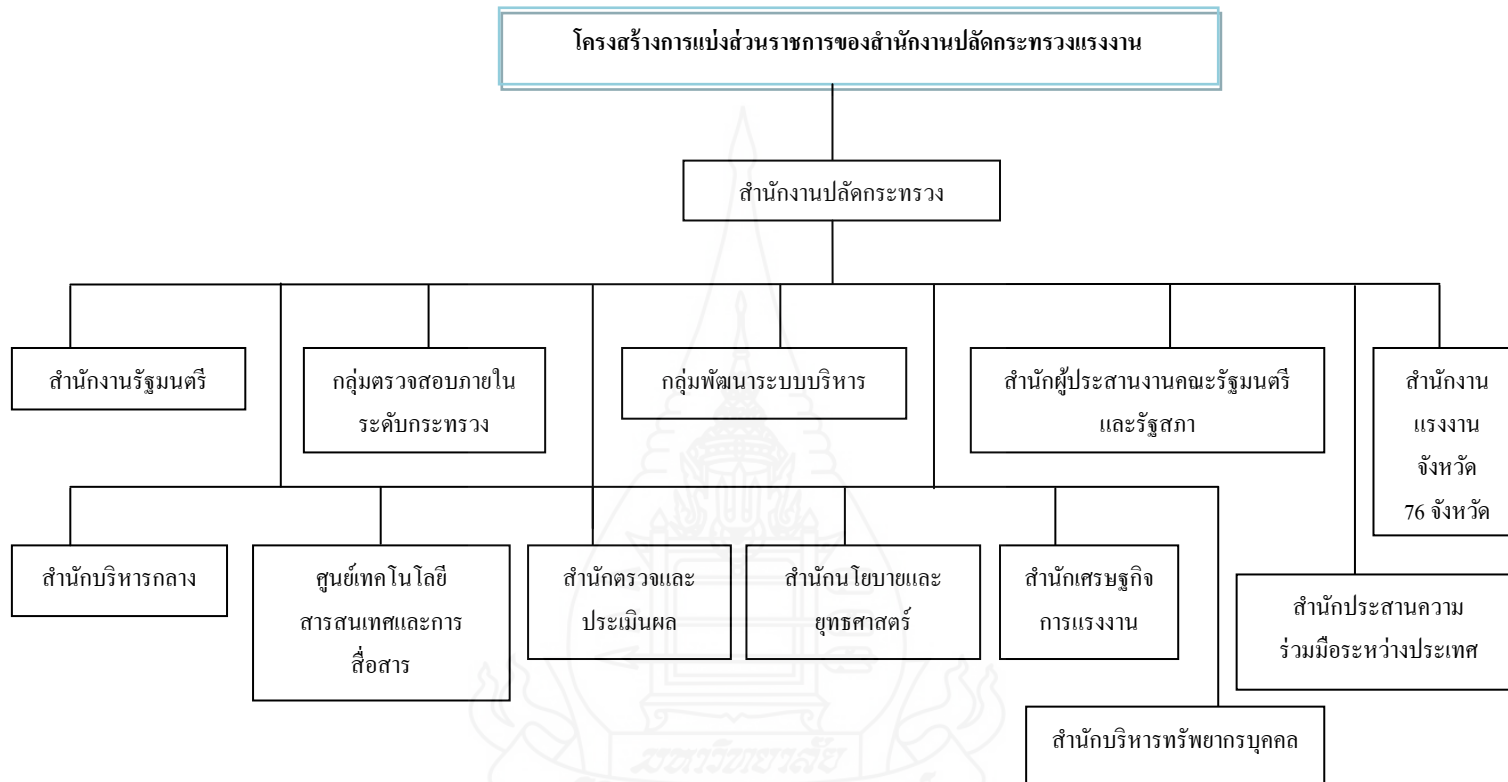 โครงสร้างการแบ่งส่วนราชการของสำนักงานปลัดกระทรวงแรงงาน
สำนักงานปลัดกระทรวง
สำนักงานรัฐมนตรี
กลุ่มตรวจสอบภายใน
ระดับกระทรวง
กลุ่มพัฒนาระบบบริหาร
สำนักผู้ประสานงานคณะรัฐมนตรี
และรัฐสภา
สำนักงาน
แรงงาน
จังหวัด
76 จังหวัด
สำนักบริหารกลาง
ศูนย์เทคโนโลยี
สารสนเทศและการ
สื่อสาร
สำนักตรวจและ
ประเมินผล
สำนักนโยบายและ
ยุทธศาสตร์
สำนักเศรษฐกิจ
การแรงงาน
สำนักประสานความ
ร่วมมือระหว่างประเทศ
สำนักบริหารทรัพยากรบุคคล
มหาวิทยาลัย